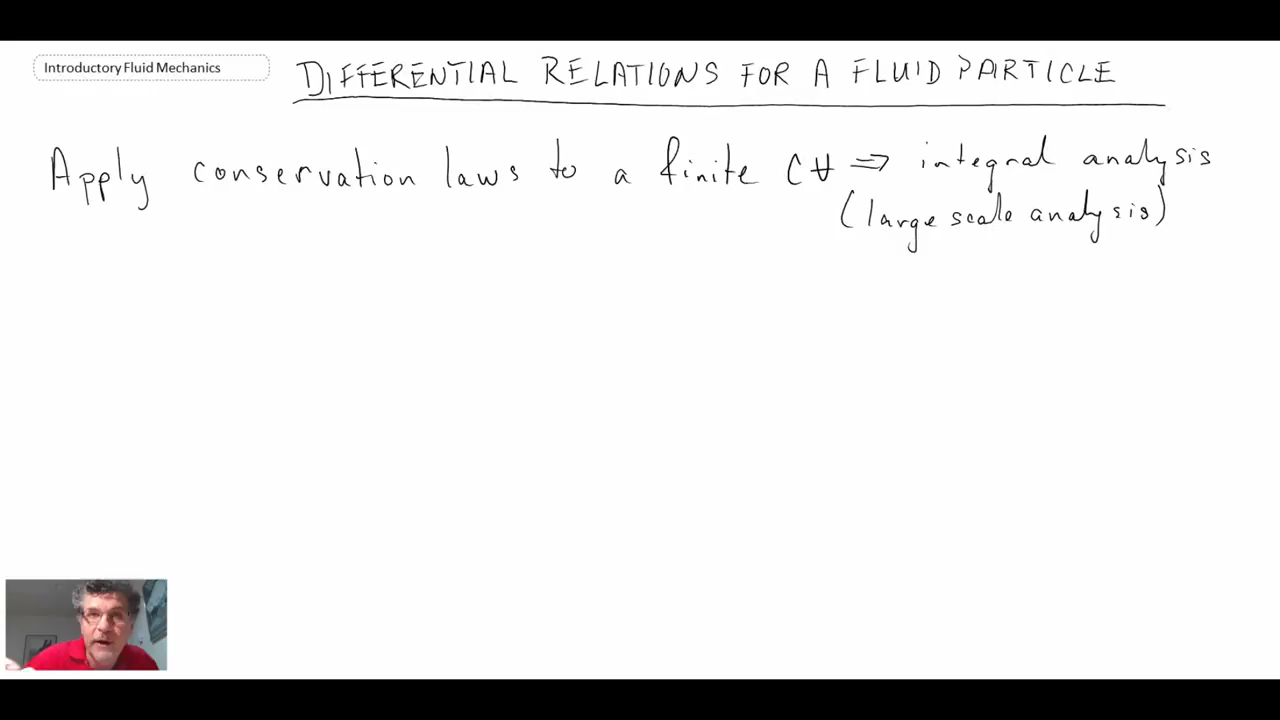 Introductory Fluid Mechanics
DIFFERENTIAL RELATIONS FOR A FLUID PARTICLE
Apply conservation laws to a finite C∀ ⇒ integral analysis
(large scale analysis)